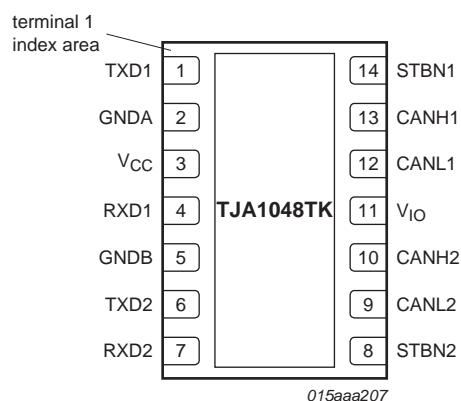 terminal 1
index area
TXD1 1 14 STBN1
GNDA 2 13 CANH1
VCC 3 12 CANL1
RXD1 4 TJA1048TK 11 VIO
GNDB 5 10 CANH2
TXD2 6 9 CANL2
RXD2 7 8 STBN2
015aaa207